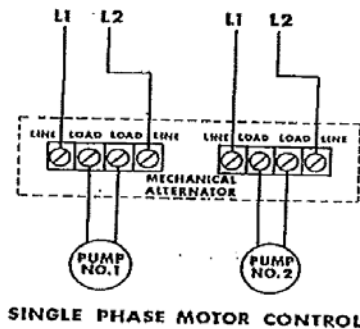 L1 L2 L1 L2
LINE LOAD LOAD LINE LINE LOAD LOAD LINE
MECHANICAL
ALTERNATOR
PUMP
NO.1
PUMP
NO.2
SINGLE PHASE MOTOR CONTROL